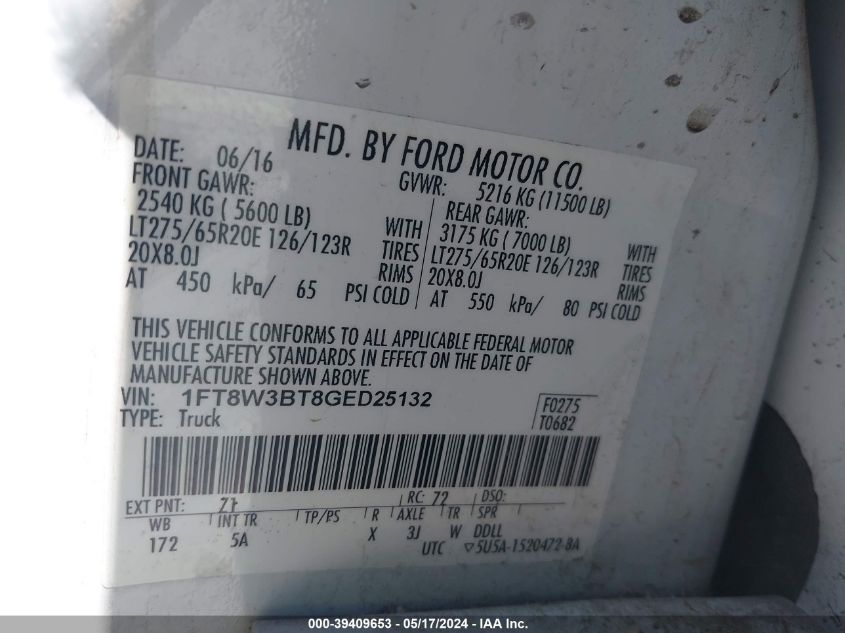 MFD. BY FORD MOTOR CO.
DATE: 06/16
GVWR: 5216 KG (11500 LB)
FRONT GAWR:
2540 KG ( 5600 LB)
LT275/65R20E 126/123R
20X8.0J
WITH
TIRES
RIMS
AT 450 kPa/ 65 PSI COLD
REAR GAWR:
3175 KG ( 7000 LB)
LT275/65R20E 126/123R
20X8.0J
WITH
TIRES
RIMS
AT 550 kPa/ 80 PSI COLD
THIS VEHICLE CONFORMS TO ALL APPLICABLE FEDERAL MOTOR
VEHICLE SAFETY STANDARDS IN EFFECT ON THE DATE OF
MANUFACTURE SHOWN ABOVE.
VIN: 1FT8W3BT8GED25132
TYPE: Truck
F0275
T0682
EXT PNT: Z1 RC: 72 DSO:
WB INT TR TP/PS R AXLE TR SPR
172 5A X 3J W DDLL
UTC ▽5U5A-1520472-BA
000-39409653 - 05/17/2024 - IAA Inc.